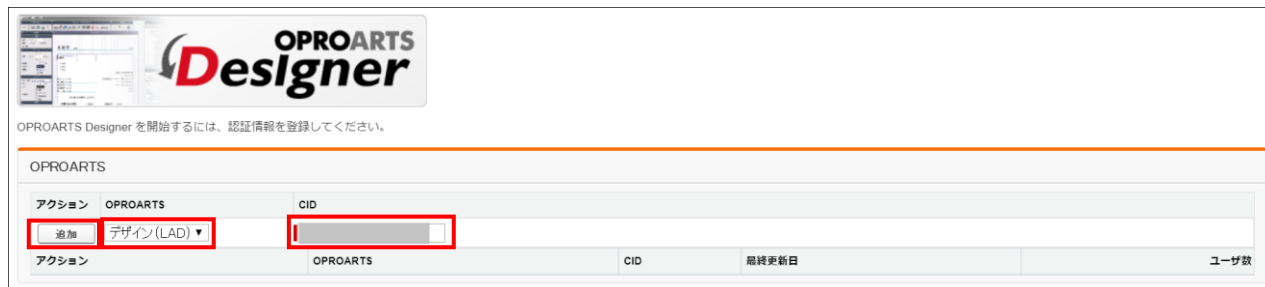 OPROARTS
Designer
OPROARTS Designer を開始するには、認証情報を登録してください。
OPROARTS
アクション OPROARTS CID
追加 デザイン(LAD) ▼
アクション OPROARTS CID 最終更新日 ユーザ数